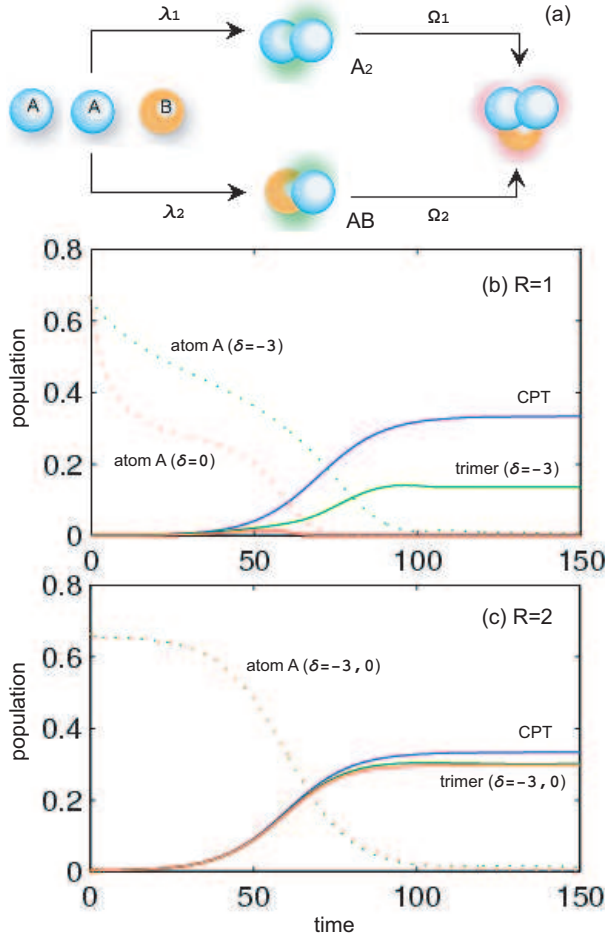 (a)
λ₁
Ω₁
A₂
A
A
B
λ₂
AB
Ω₂
0.8
0.6
0.4
0.2
0
population
(b) R=1
atom A (δ=-3)
atom A (δ=0)
CPT
trimer (δ=-3)
0
50
100
150
0.8
0.6
0.4
0.2
0
population
(c) R=2
atom A (δ=-3,0)
CPT
trimer (δ=-3,0)
0
50
100
150
time